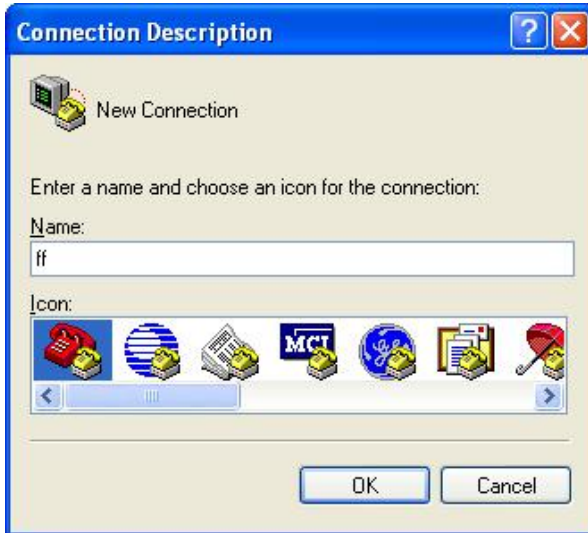 Connection Description
New Connection
Enter a name and choose an icon for the connection:
Name:
ff
Icon:
MCI
OK
Cancel